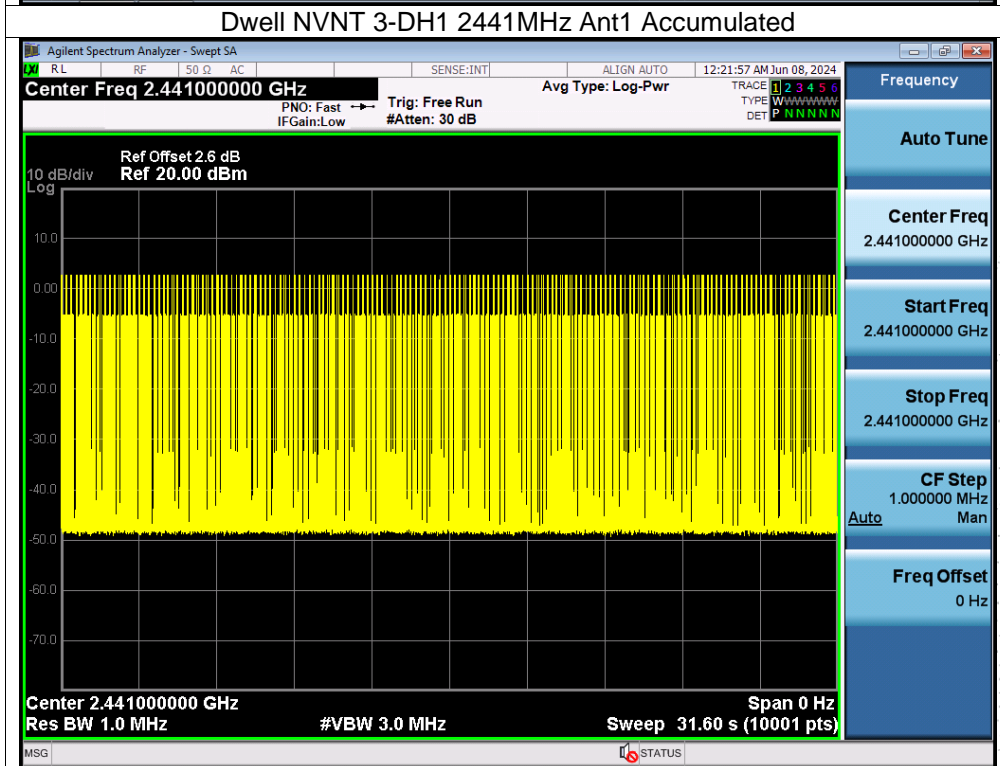 Dwell NVNT 3-DH1 2441MHz Ant1 Accumulated
Agilent Spectrum Analyzer - Swept SA
LXI RL RF 50 Ω AC SENSE:INT ALIGN AUTO 12:21:57 AM Jun 08, 2024
Center Freq 2.441000000 GHz
Avg Type: Log-Pwr
TRACE 1 2 3 4 5 6
PNO: Fast Trig: Free Run
TYPE WWWWWW
IFGain:Low #Atten: 30 dB
DET P N N N N N
Frequency
Auto Tune
Center Freq
2.441000000 GHz
Start Freq
2.441000000 GHz
Stop Freq
2.441000000 GHz
CF Step
1.000000 MHz
Auto Man
Freq Offset
0 Hz
Ref Offset 2.6 dB
10 dB/div Ref 20.00 dBm
Log
10.0
0.00
-10.0
-20.0
-30.0
-40.0
-50.0
-60.0
-70.0
Center 2.441000000 GHz Span 0 Hz
Res BW 1.0 MHz #VBW 3.0 MHz Sweep 31.60 s (10001 pts)
MSG STATUS